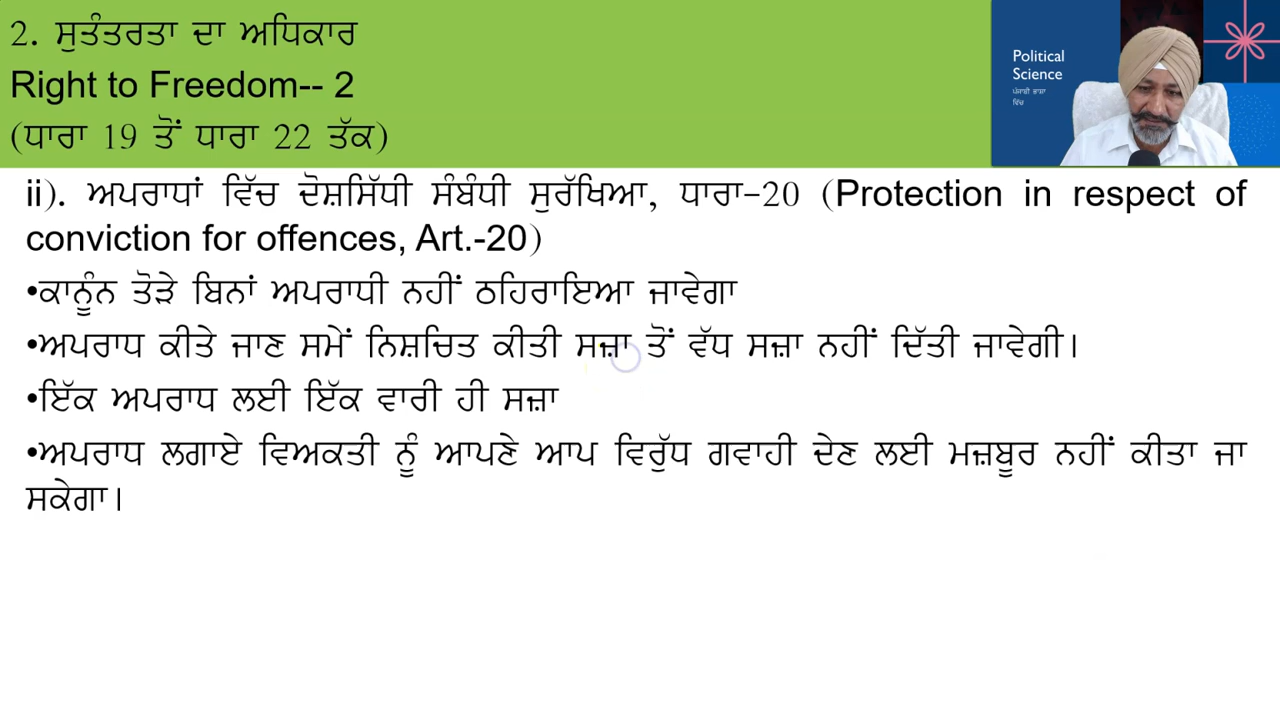 2. ਸੁਤੰਤਰਤਾ ਦਾ ਅਧਿਕਾਰ
Right to Freedom-- 2
(ਧਾਰਾ 19 ਤੋਂ ਧਾਰਾ 22 ਤੱਕ)
Political
Science
ਪੰਜਾਬੀ ਭਾਸ਼ਾ
ਵਿੱਚ
ii). ਅਪਰਾਧਾਂ ਵਿੱਚ ਦੋਸ਼ਸਿੱਧੀ ਸੰਬੰਧੀ ਸੁਰੱਖਿਆ, ਧਾਰਾ-20 (Protection in respect of
conviction for offences, Art.-20)
•ਕਾਨੂੰਨ ਤੋੜੇ ਬਿਨਾਂ ਅਪਰਾਧੀ ਨਹੀਂ ਠਹਿਰਾਇਆ ਜਾਵੇਗਾ
•ਅਪਰਾਧ ਕੀਤੇ ਜਾਣ ਸਮੇਂ ਨਿਸ਼ਚਿਤ ਕੀਤੀ ਸਜ਼ਾ ਤੋਂ ਵੱਧ ਸਜ਼ਾ ਨਹੀਂ ਦਿੱਤੀ ਜਾਵੇਗੀ।
•ਇੱਕ ਅਪਰਾਧ ਲਈ ਇੱਕ ਵਾਰੀ ਹੀ ਸਜ਼ਾ
•ਅਪਰਾਧ ਲਗਾਏ ਵਿਅਕਤੀ ਨੂੰ ਆਪਣੇ ਆਪ ਵਿਰੁੱਧ ਗਵਾਹੀ ਦੇਣ ਲਈ ਮਜ਼ਬੂਰ ਨਹੀਂ ਕੀਤਾ ਜਾ
ਸਕੇਗਾ।